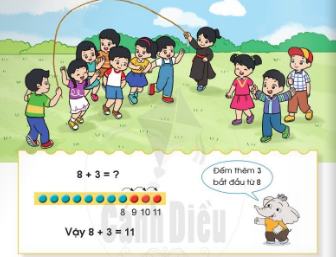 8 + 3 = ?
Đếm thêm 3
bắt đầu từ 8
8 9 10 11
Vậy 8 + 3 = 11
Cánh Diều